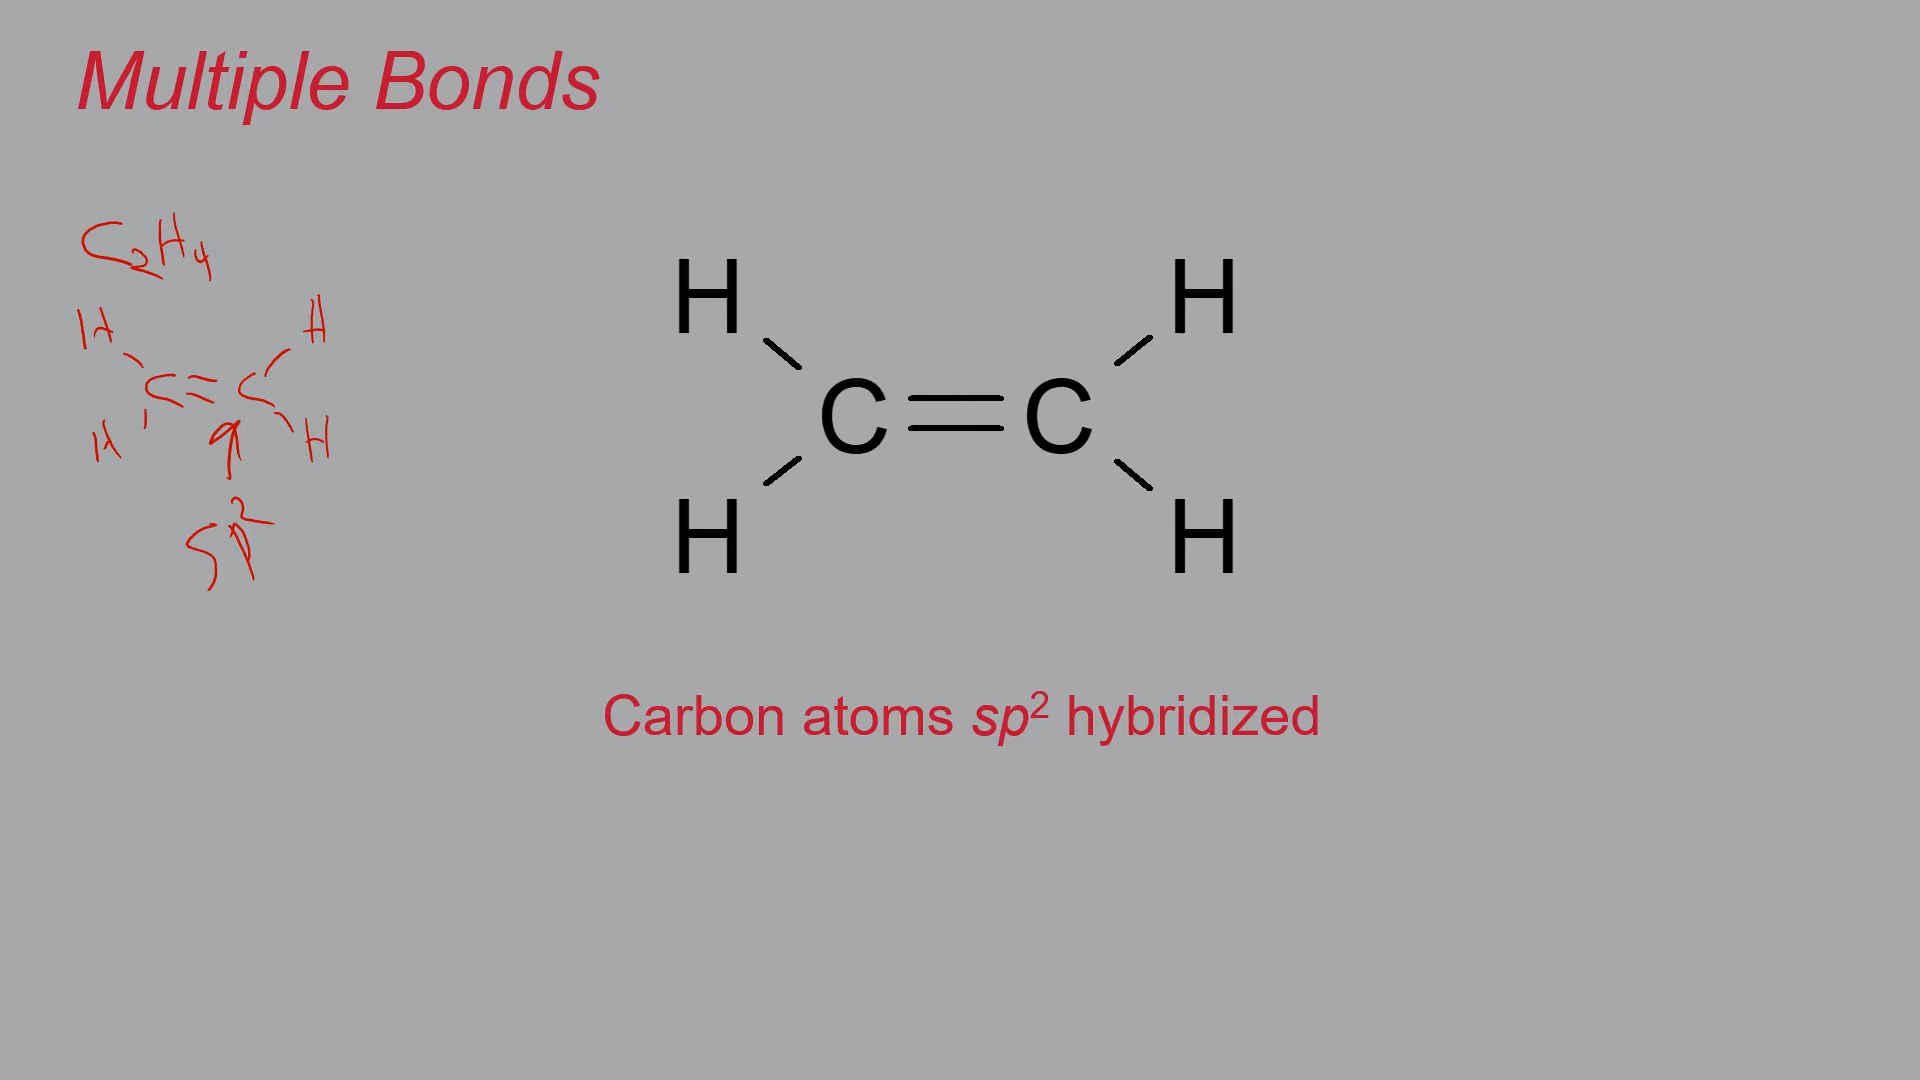 Multiple Bonds
C₂H₄
H H
C=C
H H
sp²
H H
C=C
H H
Carbon atoms sp² hybridized